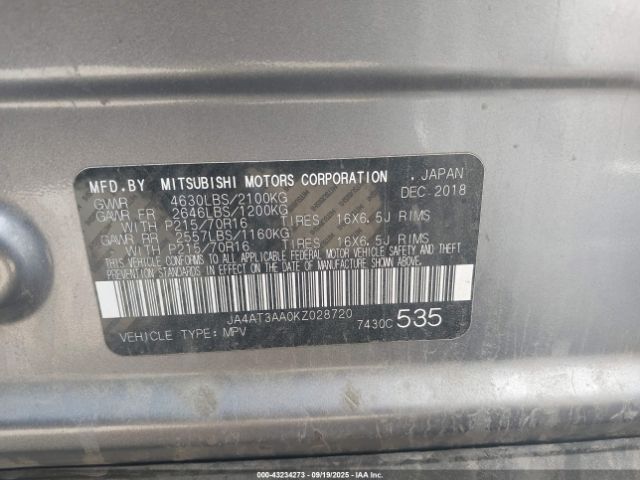 MFD.BY MITSUBISHI MOTORS CORPORATION , JAPAN
GVWR 4630LBS/2100KG DEC 2018
GAWR FR 2646LBS/1200KG
WITH P215/70R16 TIRES 16X6.5J RIMS
GAWR RR 2557LBS/1160KG
WITH P215/70R16 TIRES 16X6.5J RIMS
THIS VEHICLE CONFORMS TO ALL APPLICABLE FEDERAL MOTOR VEHICLE SAFETY AND THEFT
PREVENTION STANDARDS IN EFFECT ON THE DATE OF MANUFACTURE SHOWN ABOVE.
JA4AT3AA0KZ028720
VEHICLE TYPE: MPV 7430C 535
© - 43234273 - 09/19/2025 - IAAI.COM